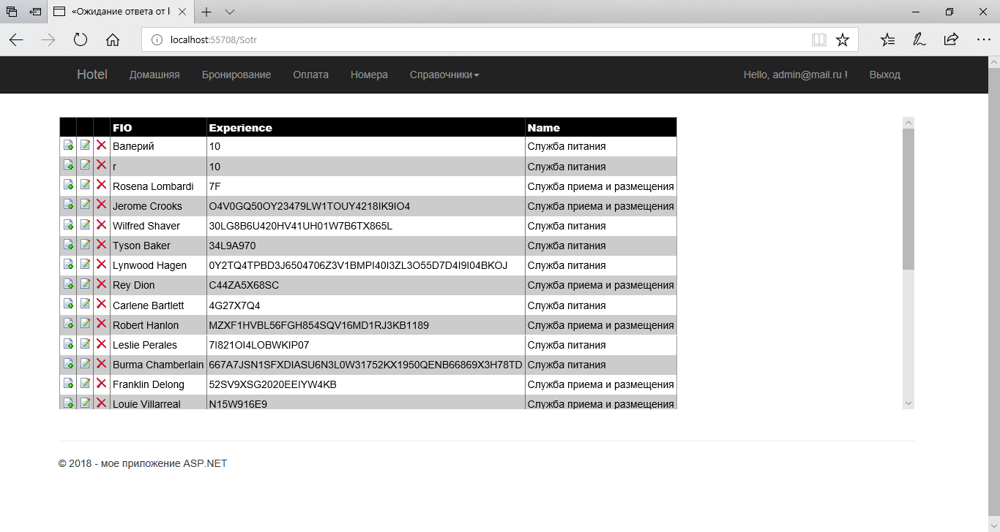 «Ожидание ответа от l
localhost:55708/Sotr
Hotel Домашняя Бронирование Оплата Номера Справочники Hello, admin@mail.ru ! Выход
FIO Experience Name
Валерий 10 Служба питания
r 10 Служба питания
Rosena Lombardi 7F Служба приема и размещения
Jerome Crooks O4V0GQ50OY23479LW1TOUY4218IK9IO4 Служба приема и размещения
Wilfred Shaver 30LG8B6U420HV41UH01W7B6TX865L Служба питания
Tyson Baker 34L9A970 Служба питания
Lynwood Hagen 0Y2TQ4TPBD3J6504706Z3V1BMPI40I3ZL3O55D7D4I9I04BKOJ Служба питания
Rey Dion C44ZA5X68SC Служба приема и размещения
Carlene Bartlett 4G27X7Q4 Служба питания
Robert Hanlon MZXF1HVBL56FGH854SQV16MD1RJ3KB1189 Служба приема и размещения
Leslie Perales 7I821OI4LOBWKIP07 Служба питания
Burma Chamberlain 667A7JSN1SFXDIASU6N3L0W31752KX1950QENB66869X3H78TD Служба питания
Franklin Delong 52SV9XSG2020EEIYW4KB Служба приема и размещения
Louie Villarreal N15W916E9 Служба приема и размещения
© 2018 - мое приложение ASP.NET